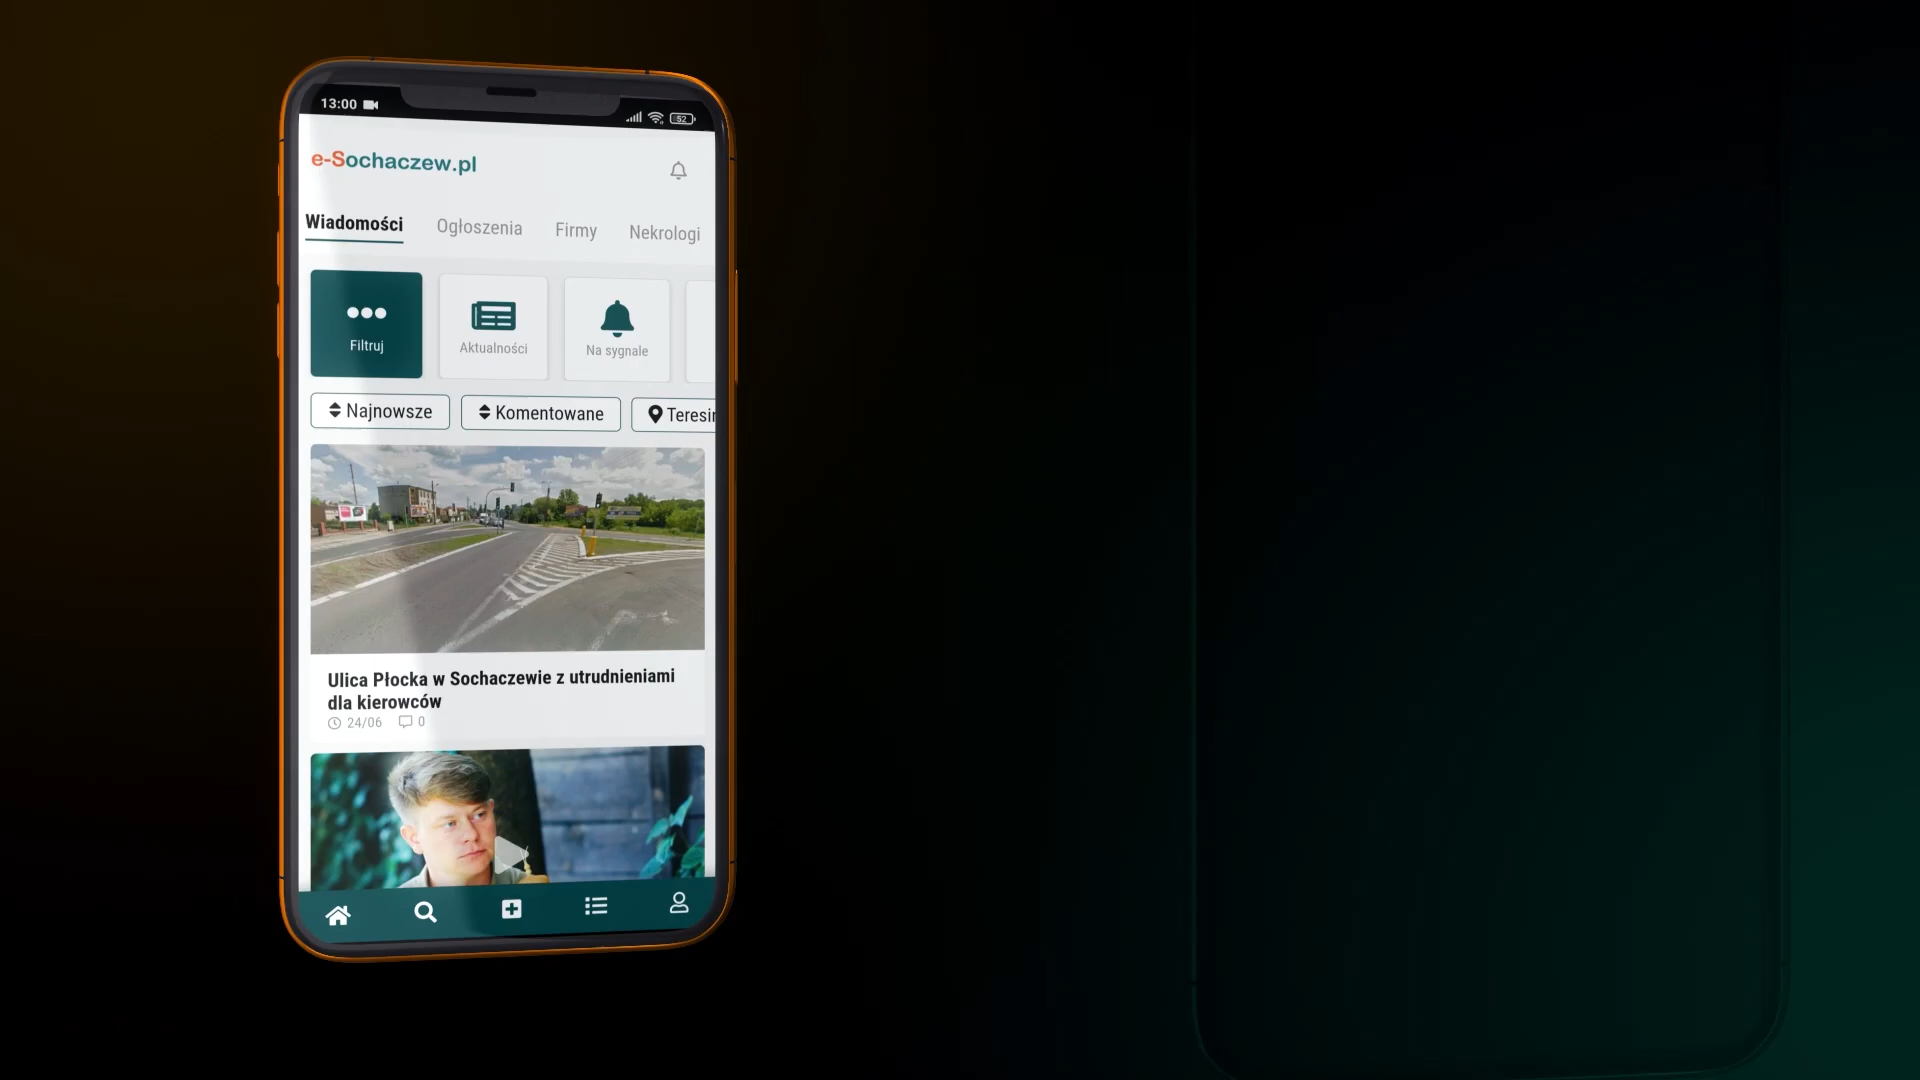 13:00
52
e-Sochaczew.pl
Wiadomości Ogłoszenia Firmy Nekrologi
Filtruj Aktualności Na sygnale
Najnowsze Komentowane
Ulica Płocka w Sochaczewie z utrudnieniami
dla kierowców
24/06 0